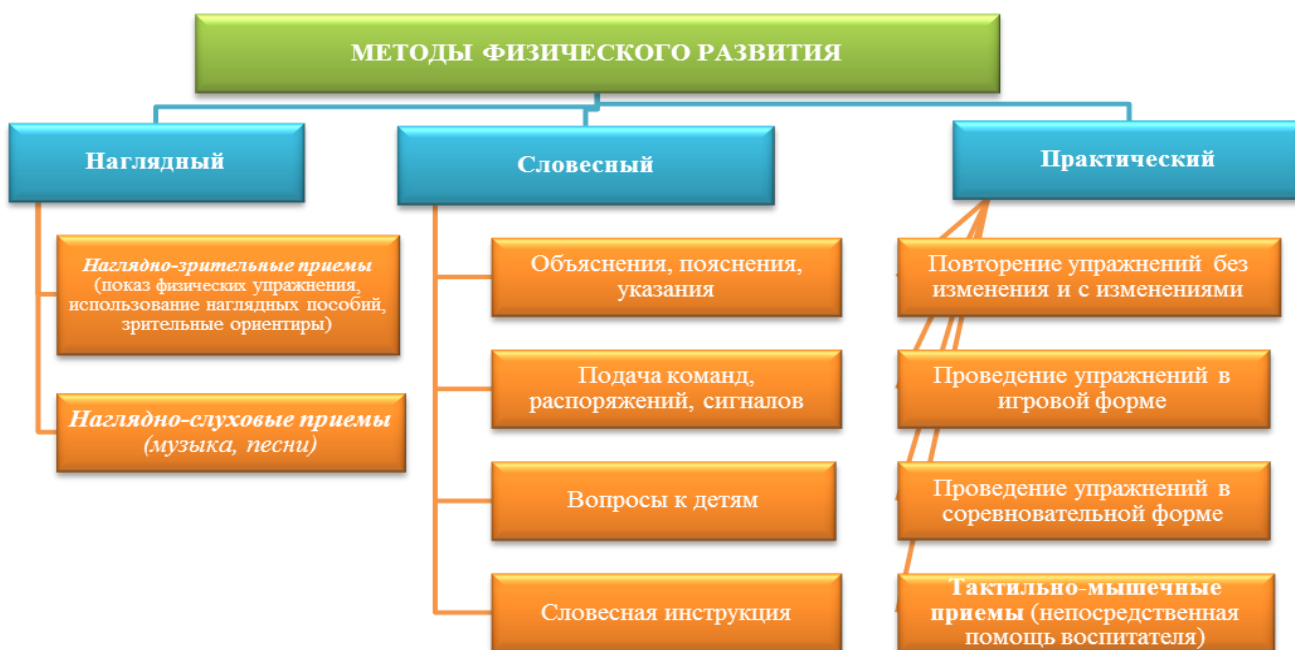 МЕТОДЫ ФИЗИЧЕСКОГО РАЗВИТИЯ
Наглядный
Наглядно-зрительные приемы
(показ физических упражнения,
использование наглядных пособий,
зрительные ориентиры)
Наглядно-слуховые приемы
(музыка, песни)
Словесный
Объяснения, пояснения,
указания
Подача команд,
распоряжений, сигналов
Вопросы к детям
Словесная инструкция
Практический
Повторение упражнений без
изменения и с изменениями
Проведение упражнений в
игровой форме
Проведение упражнений в
соревновательной форме
Тактильно-мышечные
приемы (непосредственная
помощь воспитателя)